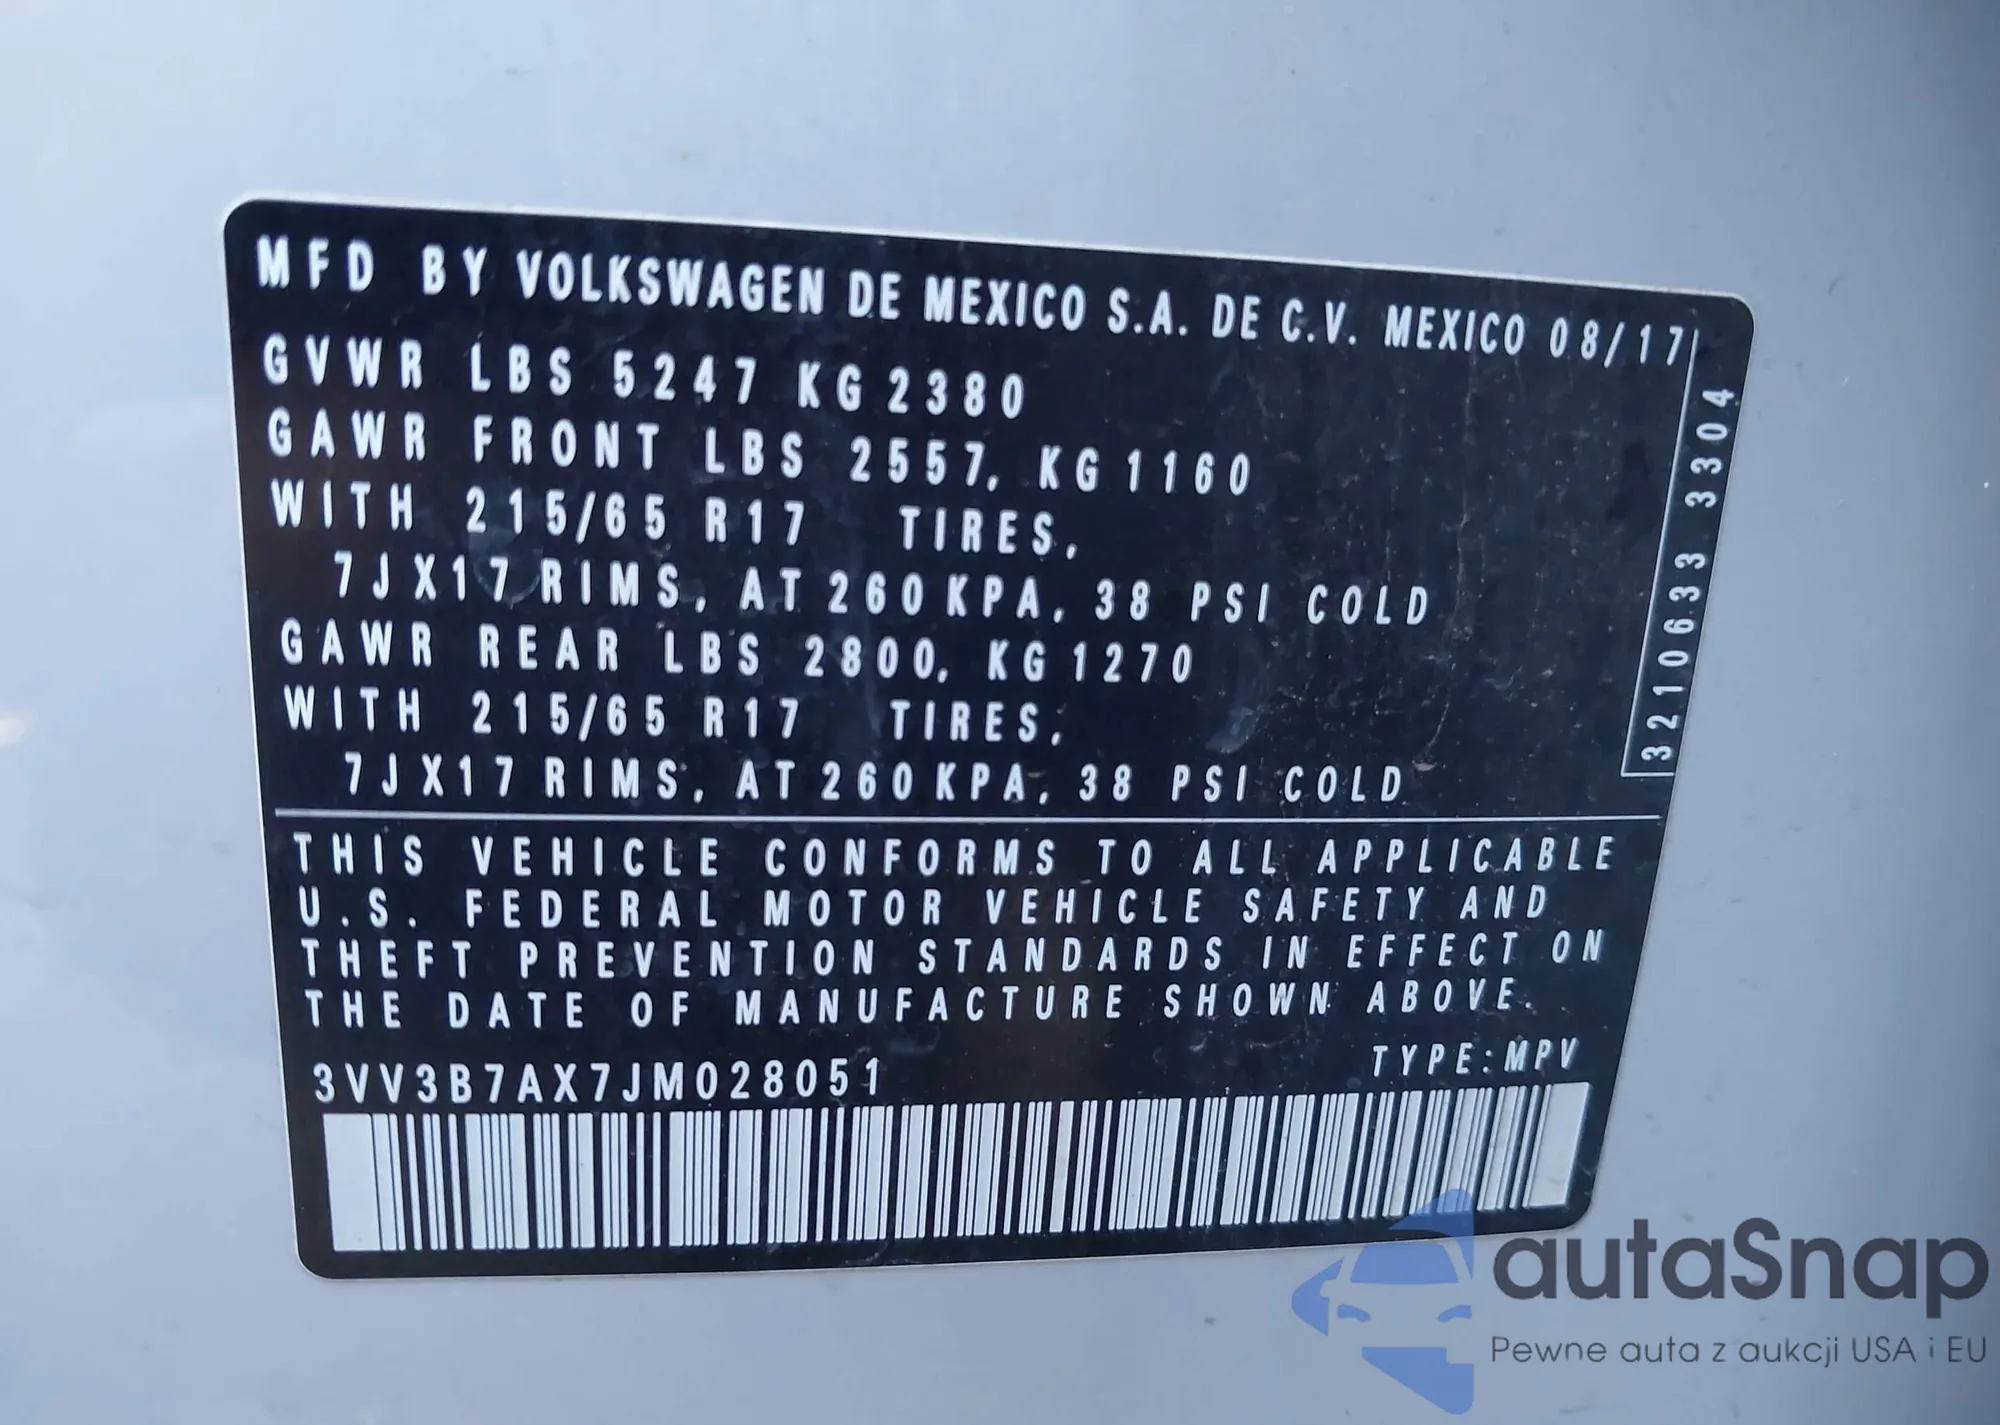 MFD BY VOLKSWAGEN DE MEXICO S.A. DE C.V. MEXICO 08/17
GVWR LBS 5247 KG 2380
GAWR FRONT LBS 2557, KG 1160
WITH 215/65 R17 TIRES,
7JX17 RIMS, AT 260 KPA, 38 PSI COLD
GAWR REAR LBS 2800, KG 1270
WITH 215/65 R17 TIRES,
7JX17 RIMS, AT 260 KPA, 38 PSI COLD
3210633 3304
THIS VEHICLE CONFORMS TO ALL APPLICABLE
U.S. FEDERAL MOTOR VEHICLE SAFETY AND
THEFT PREVENTION STANDARDS IN EFFECT ON
THE DATE OF MANUFACTURE SHOWN ABOVE.
3VV3B7AX7JM028051 TYPE: MPV
autaSnap
Pewne auta z aukcji USA i EU